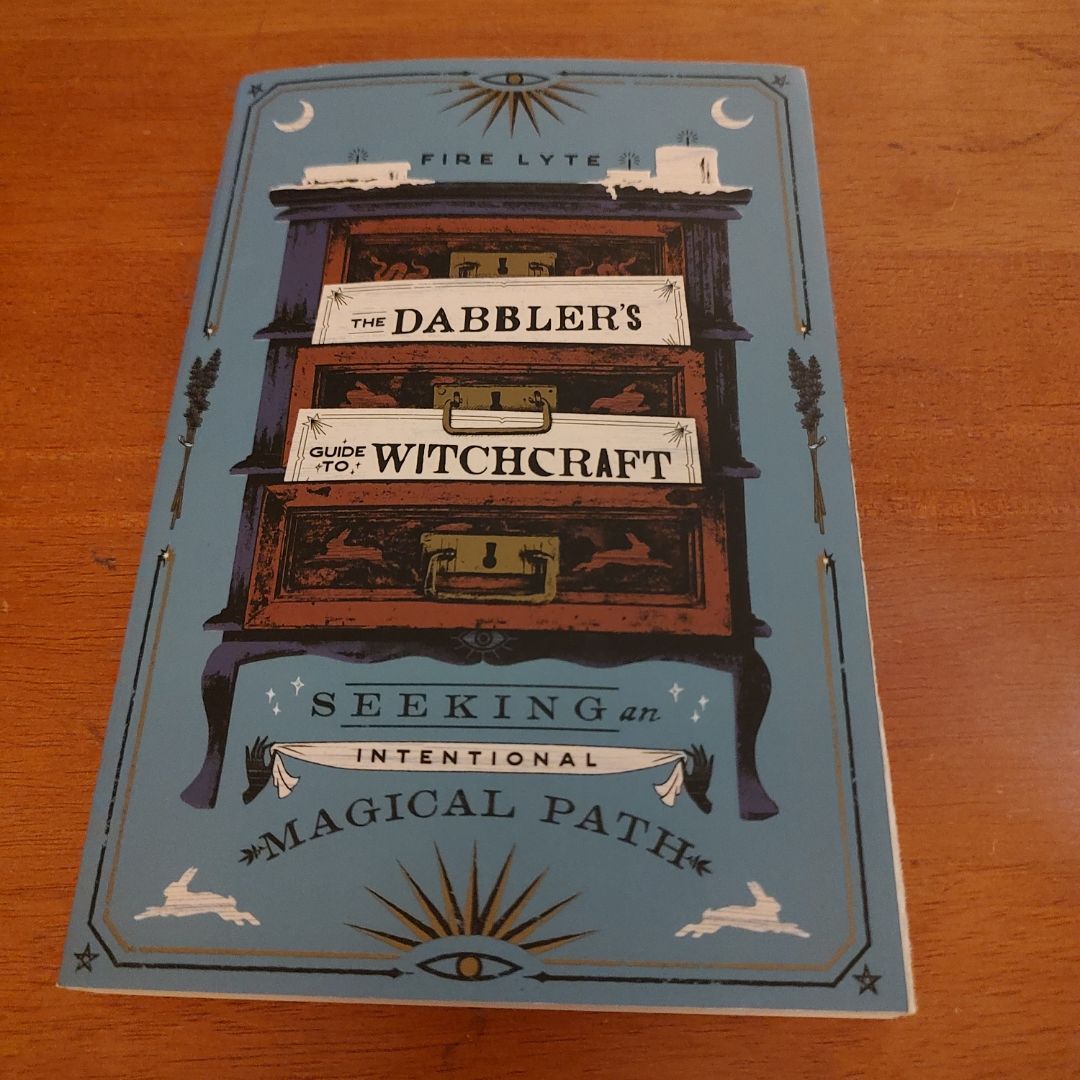 FIRE LYTE
THE DABBLER'S
GUIDE TO WITCHCRAFT
SEEKING an
INTENTIONAL
MAGICAL PATH